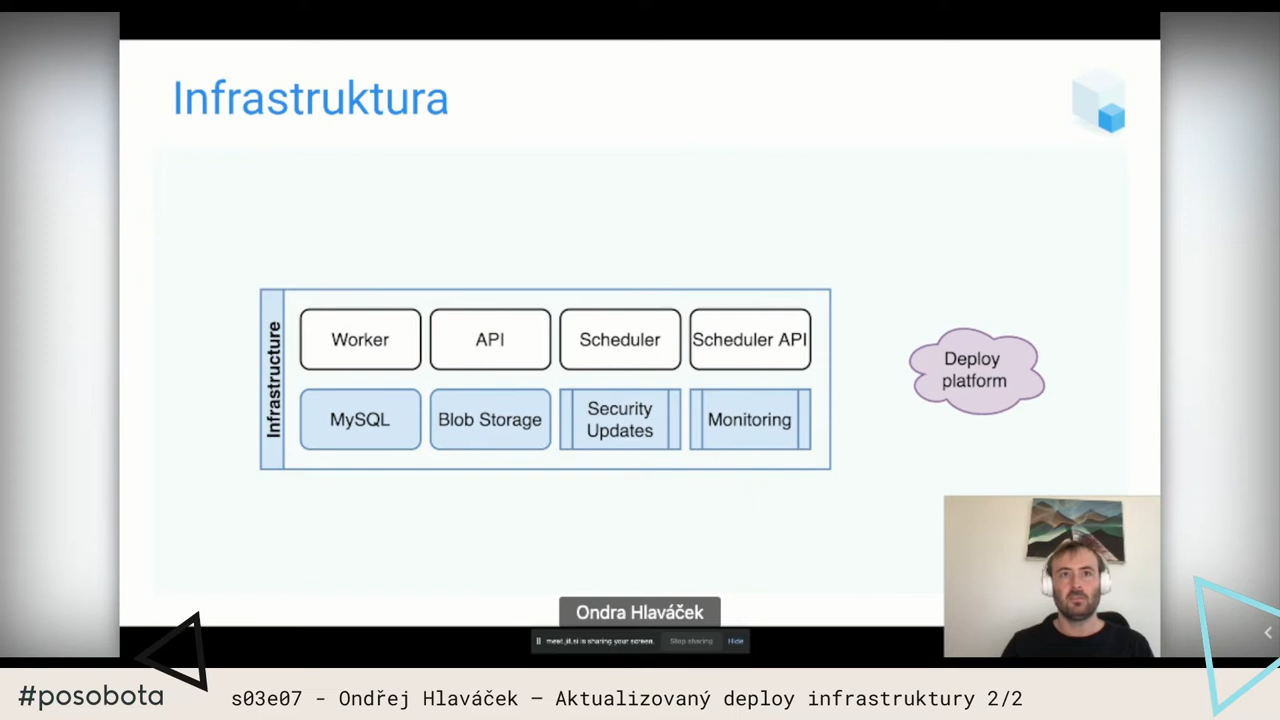 Infrastruktura
Infrastructure
Worker
API
Scheduler
Scheduler API
MySQL
Blob Storage
Security
Updates
Monitoring
Deploy
platform
Ondra Hlaváček
meet.jit.si is sharing your screen.
Stop sharing
Hide
#posobota
s03e07 - Ondřej Hlaváček — Aktualizovaný deploy infrastruktury 2/2